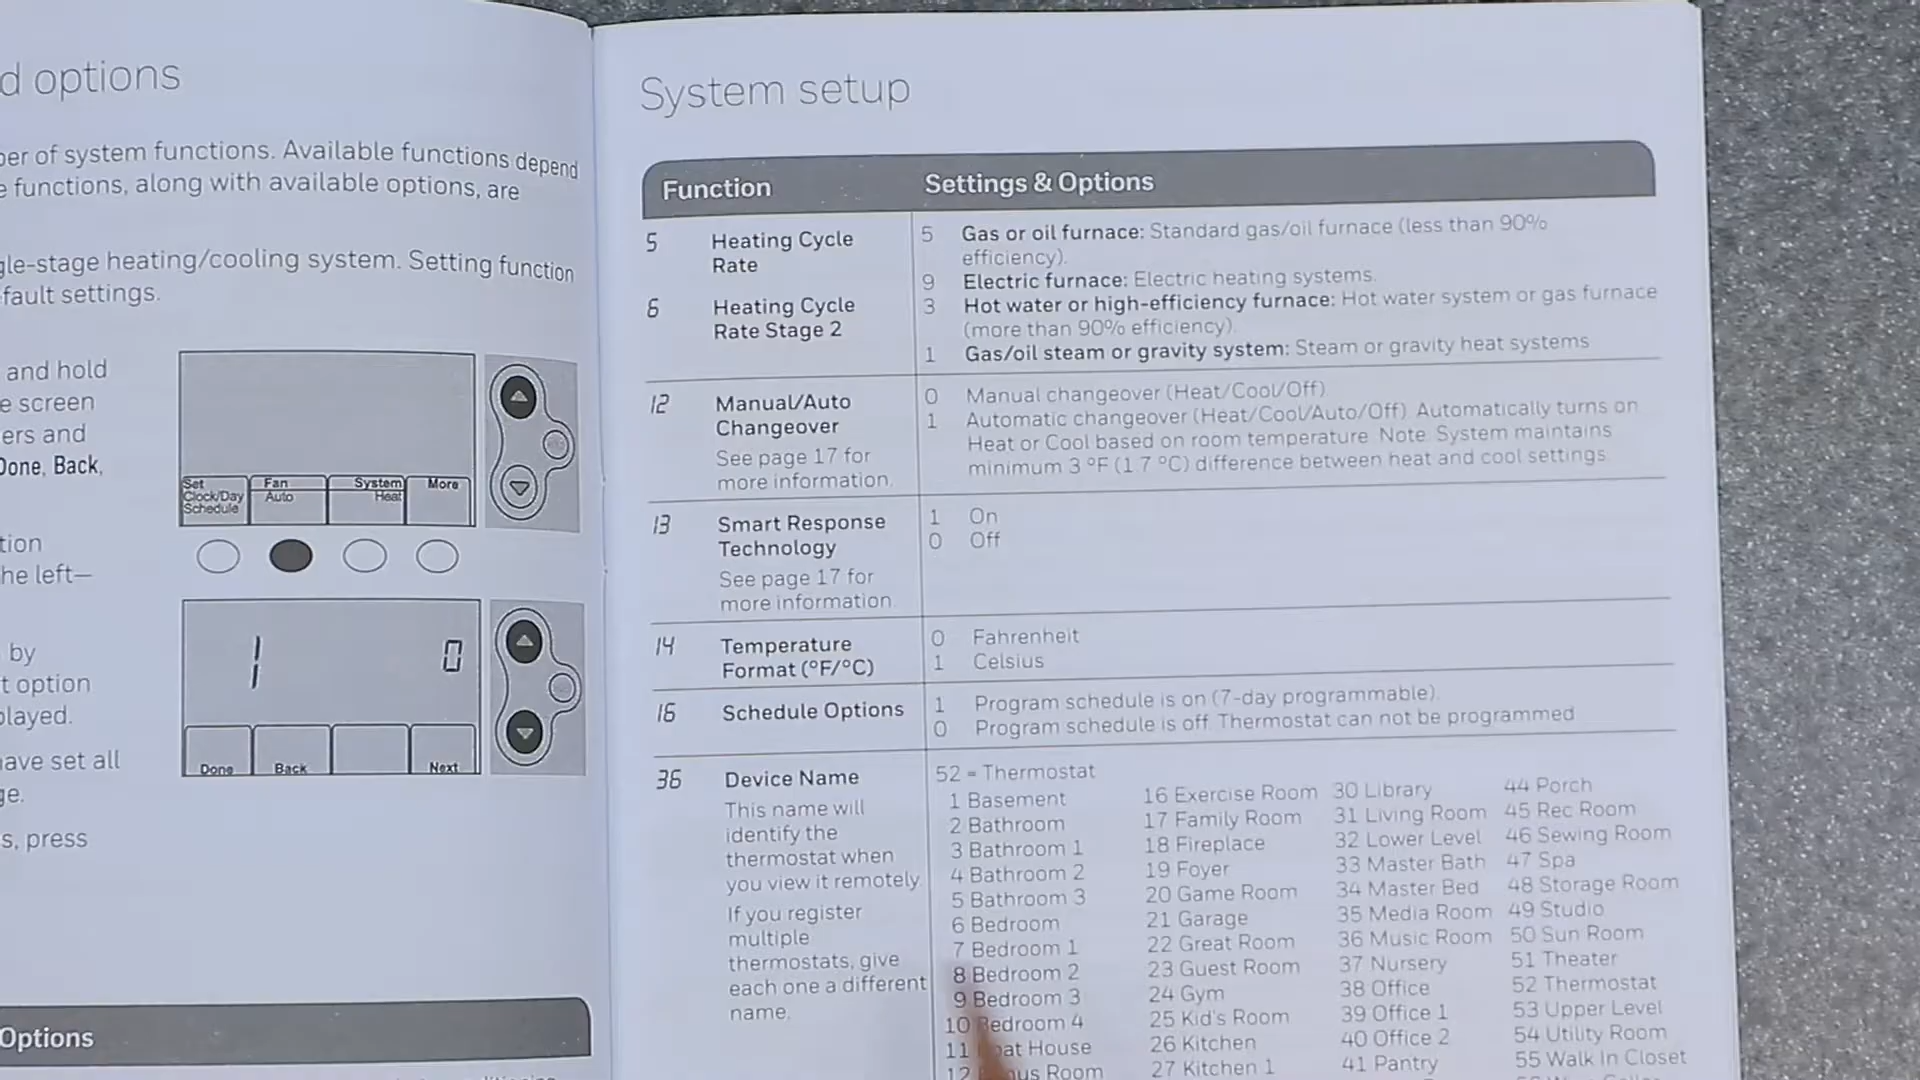 d options
per of system functions. Available functions depend
e functions, along with available options, are
gle-stage heating/cooling system. Setting function
fault settings.
and hold
e screen
ers and
Done, Back,
tion
he left—
by
t option
played.
have set all
ge.
s, press
Set
Clock/Day
Schedule
Fan
Auto
System
Heat
More
1 0
Done Back Next
Options
System setup
Function Settings & Options
5 Heating Cycle
Rate
6 Heating Cycle
Rate Stage 2
5 Gas or oil furnace: Standard gas/oil furnace (less than 90%
efficiency).
9 Electric furnace: Electric heating systems.
3 Hot water or high-efficiency furnace: Hot water system or gas furnace
(more than 90% efficiency).
1 Gas/oil steam or gravity system: Steam or gravity heat systems
12 Manual/Auto
Changeover
See page 17 for
more information.
0 Manual changeover (Heat/Cool/Off)
1 Automatic changeover (Heat/Cool/Auto/Off). Automatically turns on
Heat or Cool based on room temperature. Note: System maintains
minimum 3 °F (1.7 °C) difference between heat and cool settings.
13 Smart Response
Technology
See page 17 for
more information.
1 On
0 Off
14 Temperature
Format (°F/°C)
0 Fahrenheit
1 Celsius
16 Schedule Options
1 Program schedule is on (7-day programmable).
0 Program schedule is off. Thermostat can not be programmed
36 Device Name
This name will
identify the
thermostat when
you view it remotely
If you register
multiple
thermostats, give
each one a different
name.
52 = Thermostat
1 Basement
2 Bathroom
3 Bathroom 1
4 Bathroom 2
5 Bathroom 3
6 Bedroom
7 Bedroom 1
8 Bedroom 2
9 Bedroom 3
10 Bedroom 4
11 Boat House
12 Bonus Room
16 Exercise Room
17 Family Room
18 Fireplace
19 Foyer
20 Game Room
21 Garage
22 Great Room
23 Guest Room
24 Gym
25 Kid's Room
26 Kitchen
27 Kitchen 1
30 Library
31 Living Room
32 Lower Level
33 Master Bath
34 Master Bed
35 Media Room
36 Music Room
37 Nursery
38 Office
39 Office 1
40 Office 2
41 Pantry
44 Porch
45 Rec Room
46 Sewing Room
47 Spa
48 Storage Room
49 Studio
50 Sun Room
51 Theater
52 Thermostat
53 Upper Level
54 Utility Room
55 Walk In Closet